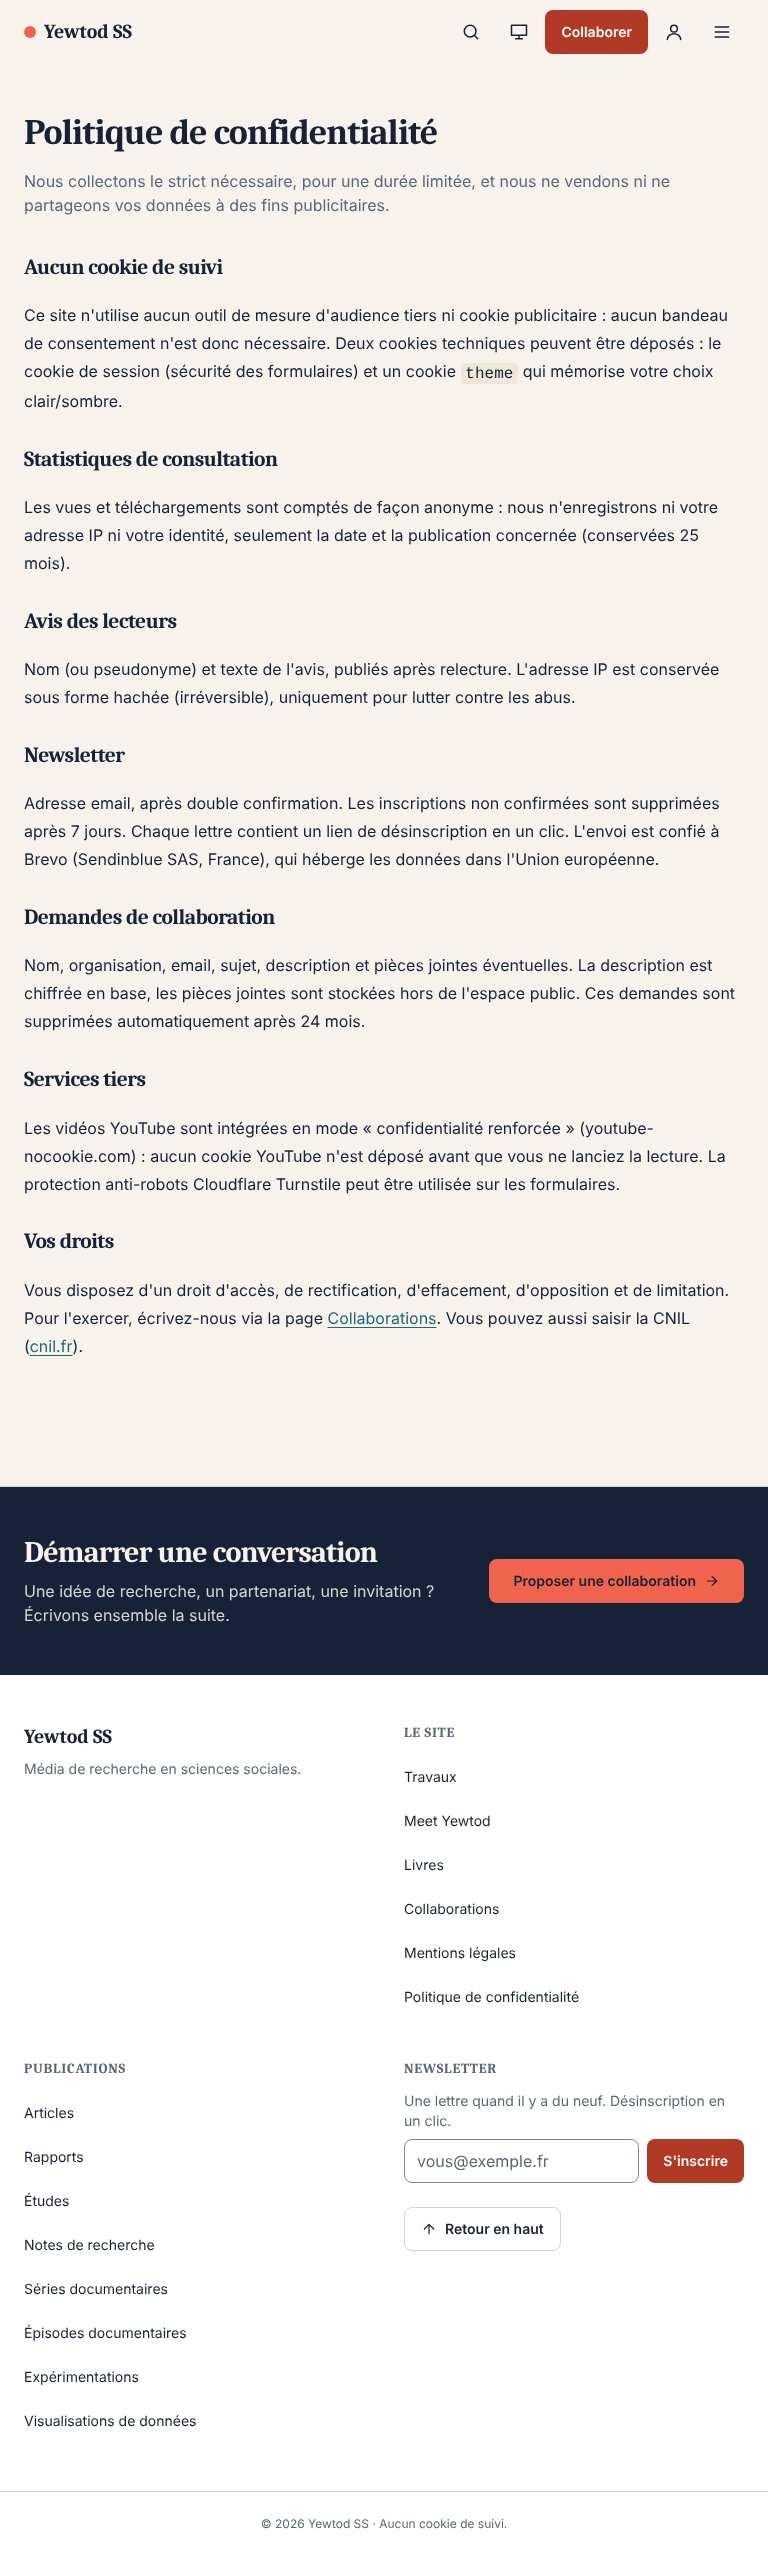 Yewtod SS
Collaborer
Politique de confidentialité
Nous collectons le strict nécessaire, pour une durée limitée, et nous ne vendons ni ne
partageons vos données à des fins publicitaires.
Aucun cookie de suivi
Ce site n'utilise aucun outil de mesure d'audience tiers ni cookie publicitaire : aucun bandeau
de consentement n'est donc nécessaire. Deux cookies techniques peuvent être déposés : le
cookie de session (sécurité des formulaires) et un cookie theme qui mémorise votre choix
clair/sombre.
Statistiques de consultation
Les vues et téléchargements sont comptés de façon anonyme : nous n'enregistrons ni votre
adresse IP ni votre identité, seulement la date et la publication concernée (conservées 25
mois).
Avis des lecteurs
Nom (ou pseudonyme) et texte de l'avis, publiés après relecture. L'adresse IP est conservée
sous forme hachée (irréversible), uniquement pour lutter contre les abus.
Newsletter
Adresse email, après double confirmation. Les inscriptions non confirmées sont supprimées
après 7 jours. Chaque lettre contient un lien de désinscription en un clic. L'envoi est confié à
Brevo (Sendinblue SAS, France), qui héberge les données dans l'Union européenne.
Demandes de collaboration
Nom, organisation, email, sujet, description et pièces jointes éventuelles. La description est
chiffrée en base, les pièces jointes sont stockées hors de l'espace public. Ces demandes sont
supprimées automatiquement après 24 mois.
Services tiers
Les vidéos YouTube sont intégrées en mode « confidentialité renforcée » (youtube-
nocookie.com) : aucun cookie YouTube n'est déposé avant que vous ne lanciez la lecture. La
protection anti-robots Cloudflare Turnstile peut être utilisée sur les formulaires.
Vos droits
Vous disposez d'un droit d'accès, de rectification, d'effacement, d'opposition et de limitation.
Pour l'exercer, écrivez-nous via la page Collaborations. Vous pouvez aussi saisir la CNIL
(cnil.fr).
Démarrer une conversation
Une idée de recherche, un partenariat, une invitation ?
Écrivons ensemble la suite.
Proposer une collaboration
Yewtod SS
Média de recherche en sciences sociales.
LE SITE
Travaux
Meet Yewtod
Livres
Collaborations
Mentions légales
Politique de confidentialité
PUBLICATIONS
Articles
Rapports
Études
Notes de recherche
Séries documentaires
Épisodes documentaires
Expérimentations
Visualisations de données
NEWSLETTER
Une lettre quand il y a du neuf. Désinscription en
un clic.
vous@exemple.fr
S'inscrire
Retour en haut
© 2026 Yewtod SS · Aucun cookie de suivi.